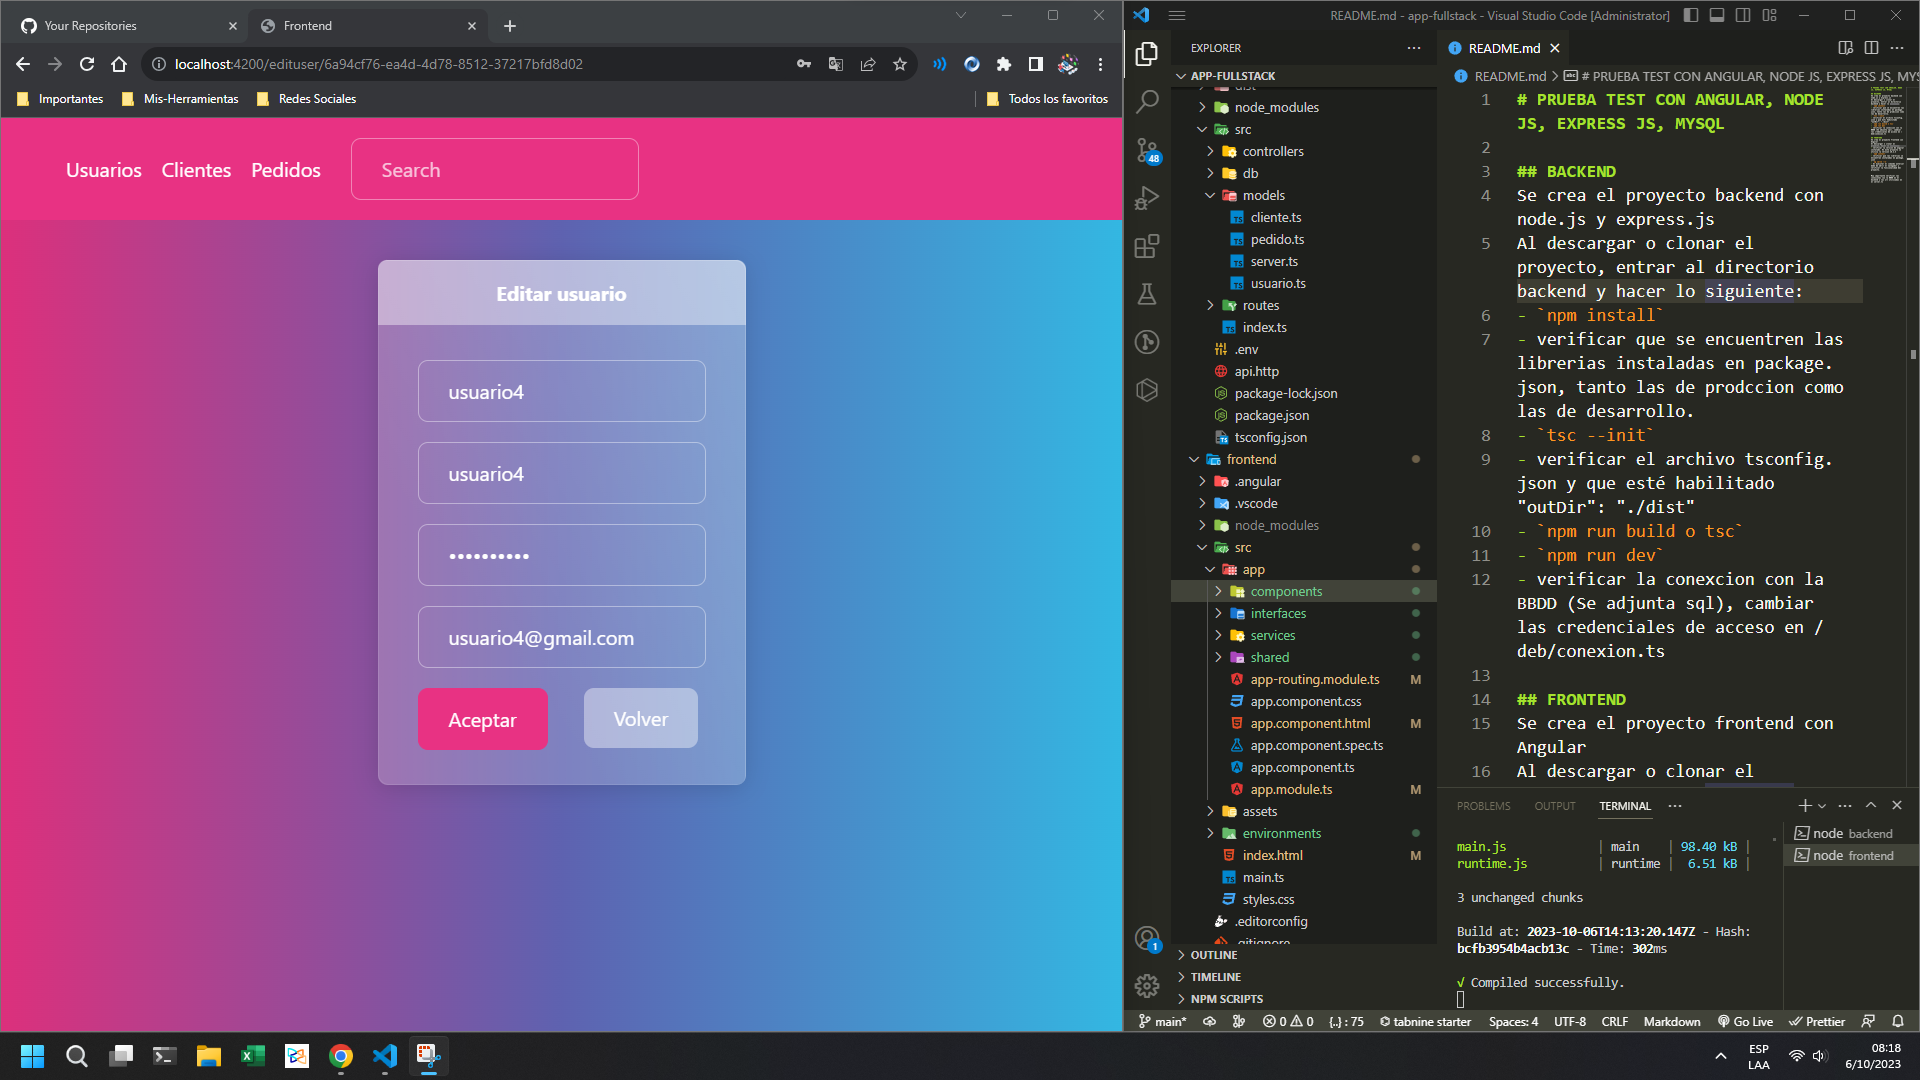 Your Repositories
Frontend
localhost:4200/edituser/6a94cf76-ea4d-4d78-8512-37217bfd8d02
Importantes
Mis-Herramientas
Redes Sociales
Todos los favoritos
Usuarios
Clientes
Pedidos
Search
Editar usuario
usuario4
usuario4
••••••••••
usuario4@gmail.com
Aceptar
Volver
README.md - app-fullstack - Visual Studio Code [Administrator]
EXPLORER
APP-FULLSTACK
dist
node_modules
src
controllers
db
models
cliente.ts
pedido.ts
server.ts
usuario.ts
routes
index.ts
.env
api.http
package-lock.json
package.json
tsconfig.json
frontend
.angular
.vscode
node_modules
src
app
components
interfaces
services
shared
app-routing.module.ts M
app.component.css
app.component.html M
app.component.spec.ts
app.component.ts
app.module.ts M
assets
environments
index.html M
main.ts
styles.css
.editorconfig
.gitignore
OUTLINE
TIMELINE
NPM SCRIPTS
48
1
README.md
README.md > # PRUEBA TEST CON ANGULAR, NODE JS, EXPRESS JS, MYS
1 # PRUEBA TEST CON ANGULAR, NODE
JS, EXPRESS JS, MYSQL
2
3 ## BACKEND
4 Se crea el proyecto backend con
node.js y express.js
5 Al descargar o clonar el
proyecto, entrar al directorio
backend y hacer lo siguiente:
6 - `npm install`
7 - verificar que se encuentren las
librerias instaladas en package.
json, tanto las de prodccion como
las de desarrollo.
8 - `tsc --init`
9 - verificar el archivo tsconfig.
json y que esté habilitado
"outDir": "./dist"
10 - `npm run build o tsc`
11 - `npm run dev`
12 - verificar la conexcion con la
BBDD (Se adjunta sql), cambiar
las credenciales de acceso en /
deb/conexion.ts
13
14 ## FRONTEND
15 Se crea el proyecto frontend con
Angular
16 Al descargar o clonar el
PROBLEMS
OUTPUT
TERMINAL
main.js | main | 98.40 kB |
runtime.js | runtime | 6.51 kB |
3 unchanged chunks
Build at: 2023-10-06T14:13:20.147Z - Hash:
bcfb3954b4acb13c - Time: 302ms
√ Compiled successfully.
node backend
node frontend
main*
0
0
{..} : 75
tabnine starter
Spaces: 4
UTF-8
CRLF
Markdown
Go Live
Prettier
ESP
LAA
08:18
6/10/2023